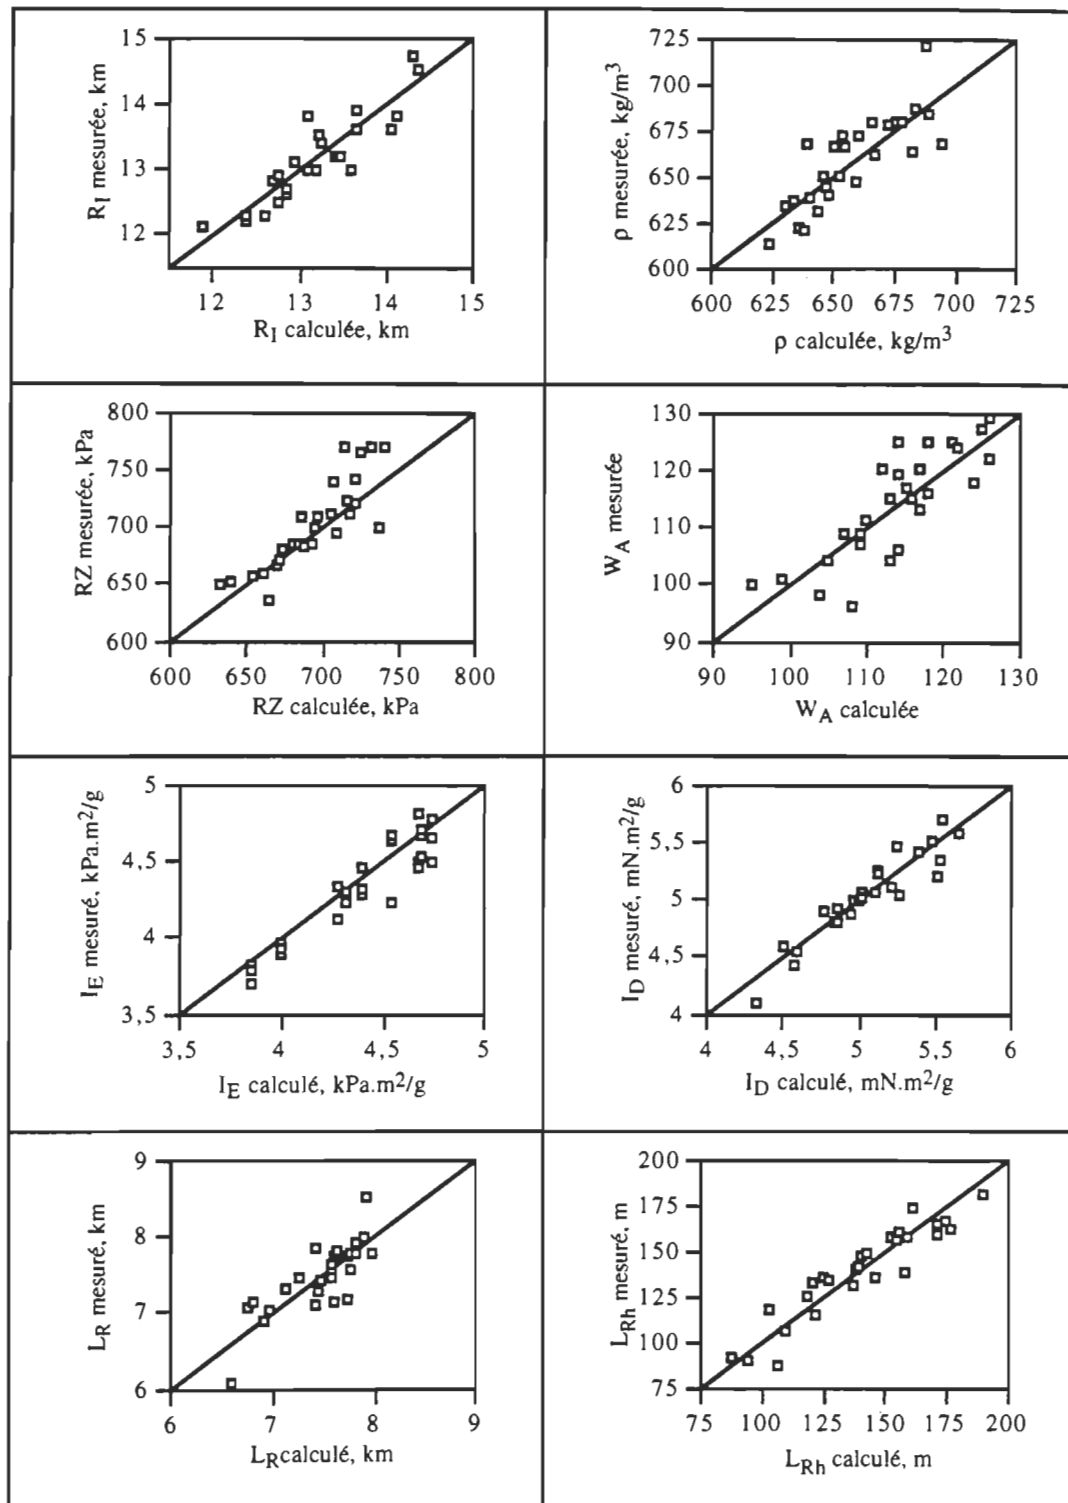 15
14
13
12
R_I mesurée, km
12 13 14 15
R_I calculée, km
725
700
675
650
625
600
ρ mesurée, kg/m³
600 625 650 675 700 725
ρ calculée, kg/m³
800
750
700
650
600
RZ mesurée, kPa
600 650 700 750 800
RZ calculée, kPa
130
120
110
100
90
W_A mesurée
90 100 110 120 130
W_A calculée
5
4,5
4
3,5
I_E mesuré, kPa.m²/g
3,5 4 4,5 5
I_E calculé, kPa.m²/g
6
5,5
5
4,5
4
I_D mesuré, mN.m²/g
4 4,5 5 5,5 6
I_D calculé, mN.m²/g
9
8
7
6
L_R mesuré, km
6 7 8 9
L_Rcalculé, km
200
175
150
125
100
75
L_Rh mesuré, m
75 100 125 150 175 200
L_Rh calculé, m